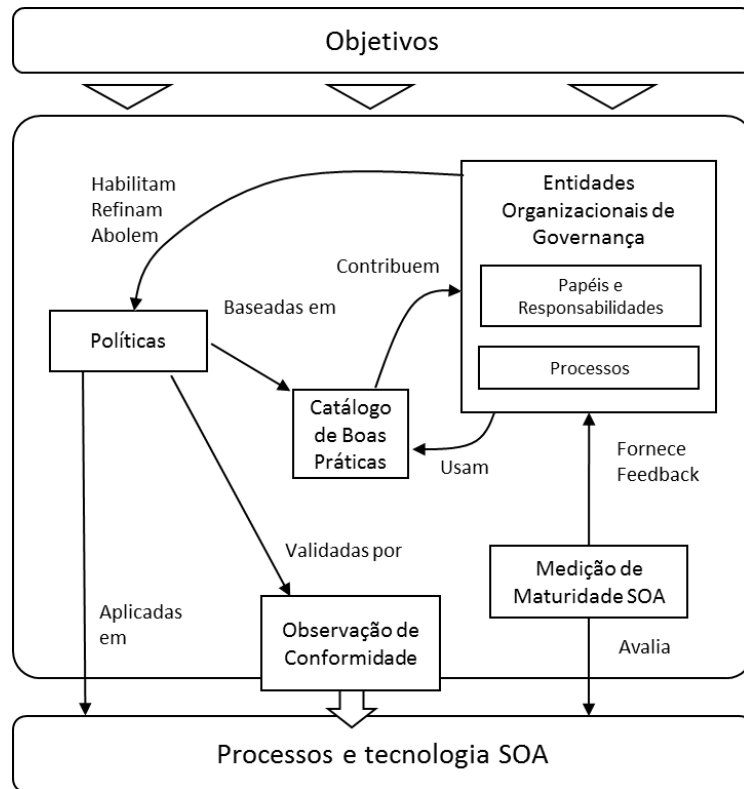 Objetivos
Habilitam
Refinam
Abolem
Entidades
Organizacionais de
Governança
Contribuem
Papéis e
Responsabilidades
Baseadas em
Políticas
Processos
Catálogo
de Boas
Práticas
Usam
Fornece
Feedback
Validadas por
Medição de
Maturidade SOA
Aplicadas
em
Observação de
Conformidade
Avalia
Processos e tecnologia SOA